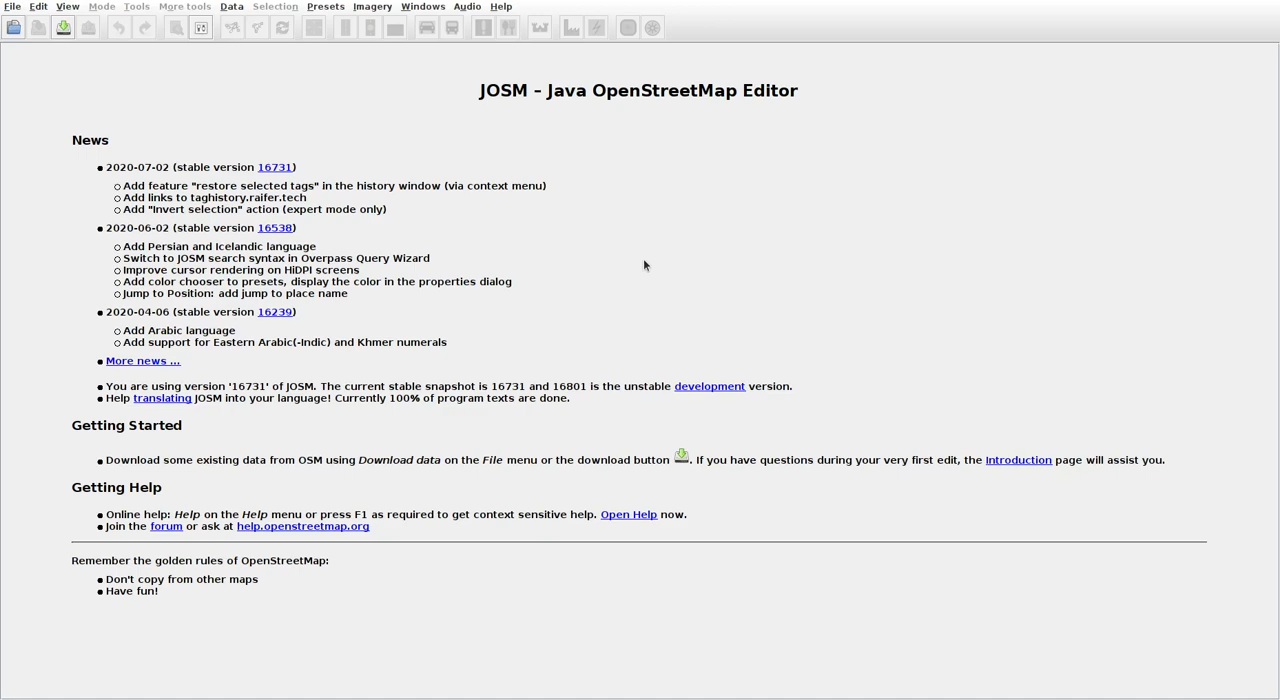 File Edit View Mode Tools More tools Data Selection Presets Imagery Windows Audio Help
JOSM – Java OpenStreetMap Editor
News
2020-07-02 (stable version 16731)
Add feature "restore selected tags" in the history window (via context menu)
Add links to taghistory.raifer.tech
Add "Invert selection" action (expert mode only)
2020-06-02 (stable version 16538)
Add Persian and Icelandic language
Switch to JOSM search syntax in Overpass Query Wizard
Improve cursor rendering on HiDPI screens
Add color chooser to presets, display the color in the properties dialog
Jump to Position: add jump to place name
2020-04-06 (stable version 16239)
Add Arabic language
Add support for Eastern Arabic(-Indic) and Khmer numerals
More news ...
You are using version '16731' of JOSM. The current stable snapshot is 16731 and 16801 is the unstable development version.
Help translating JOSM into your language! Currently 100% of program texts are done.
Getting Started
Download some existing data from OSM using Download data on the File menu or the download button . If you have questions during your very first edit, the Introduction page will assist you.
Getting Help
Online help: Help on the Help menu or press F1 as required to get context sensitive help. Open Help now.
Join the forum or ask at help.openstreetmap.org
Remember the golden rules of OpenStreetMap:
Don't copy from other maps
Have fun!